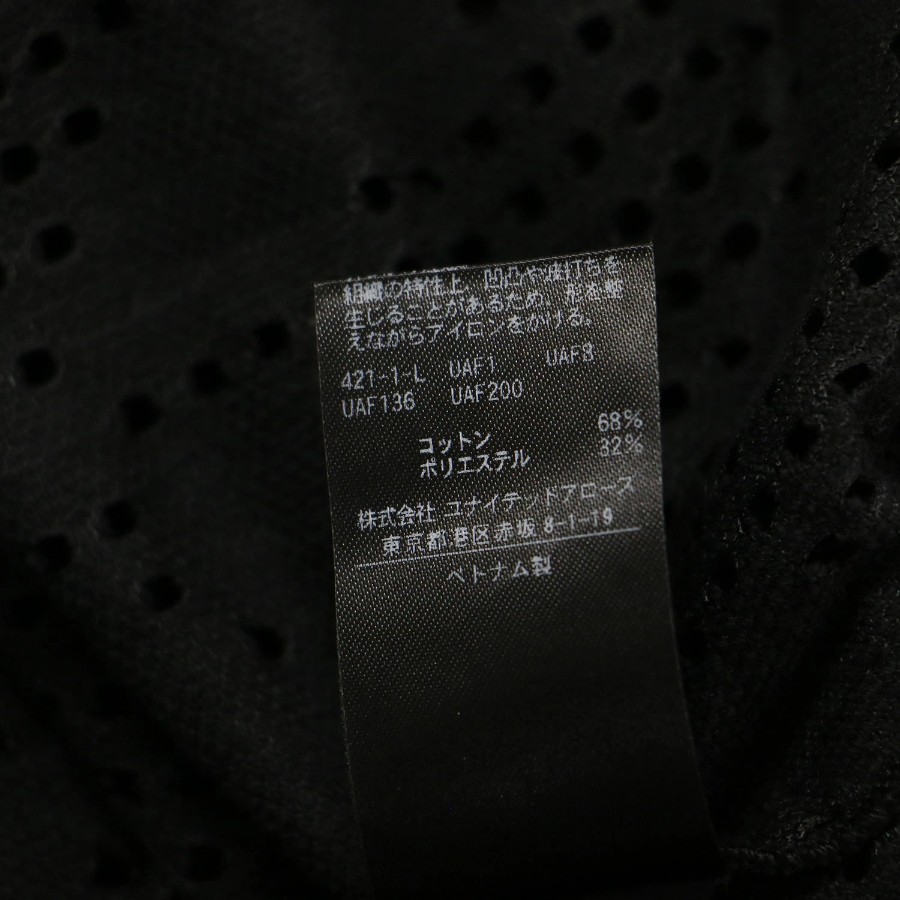 組織の特性上、凹凸や波打ちを
生じることがあるため、形を整
えながらアイロンをかける。
421-1-L UAF1 UAF8
UAF136 UAF200
コットン 68%
ポリエステル 32%
株式会社 ユナイテッドアローズ
東京都港区赤坂 8-1-19
ベトナム製